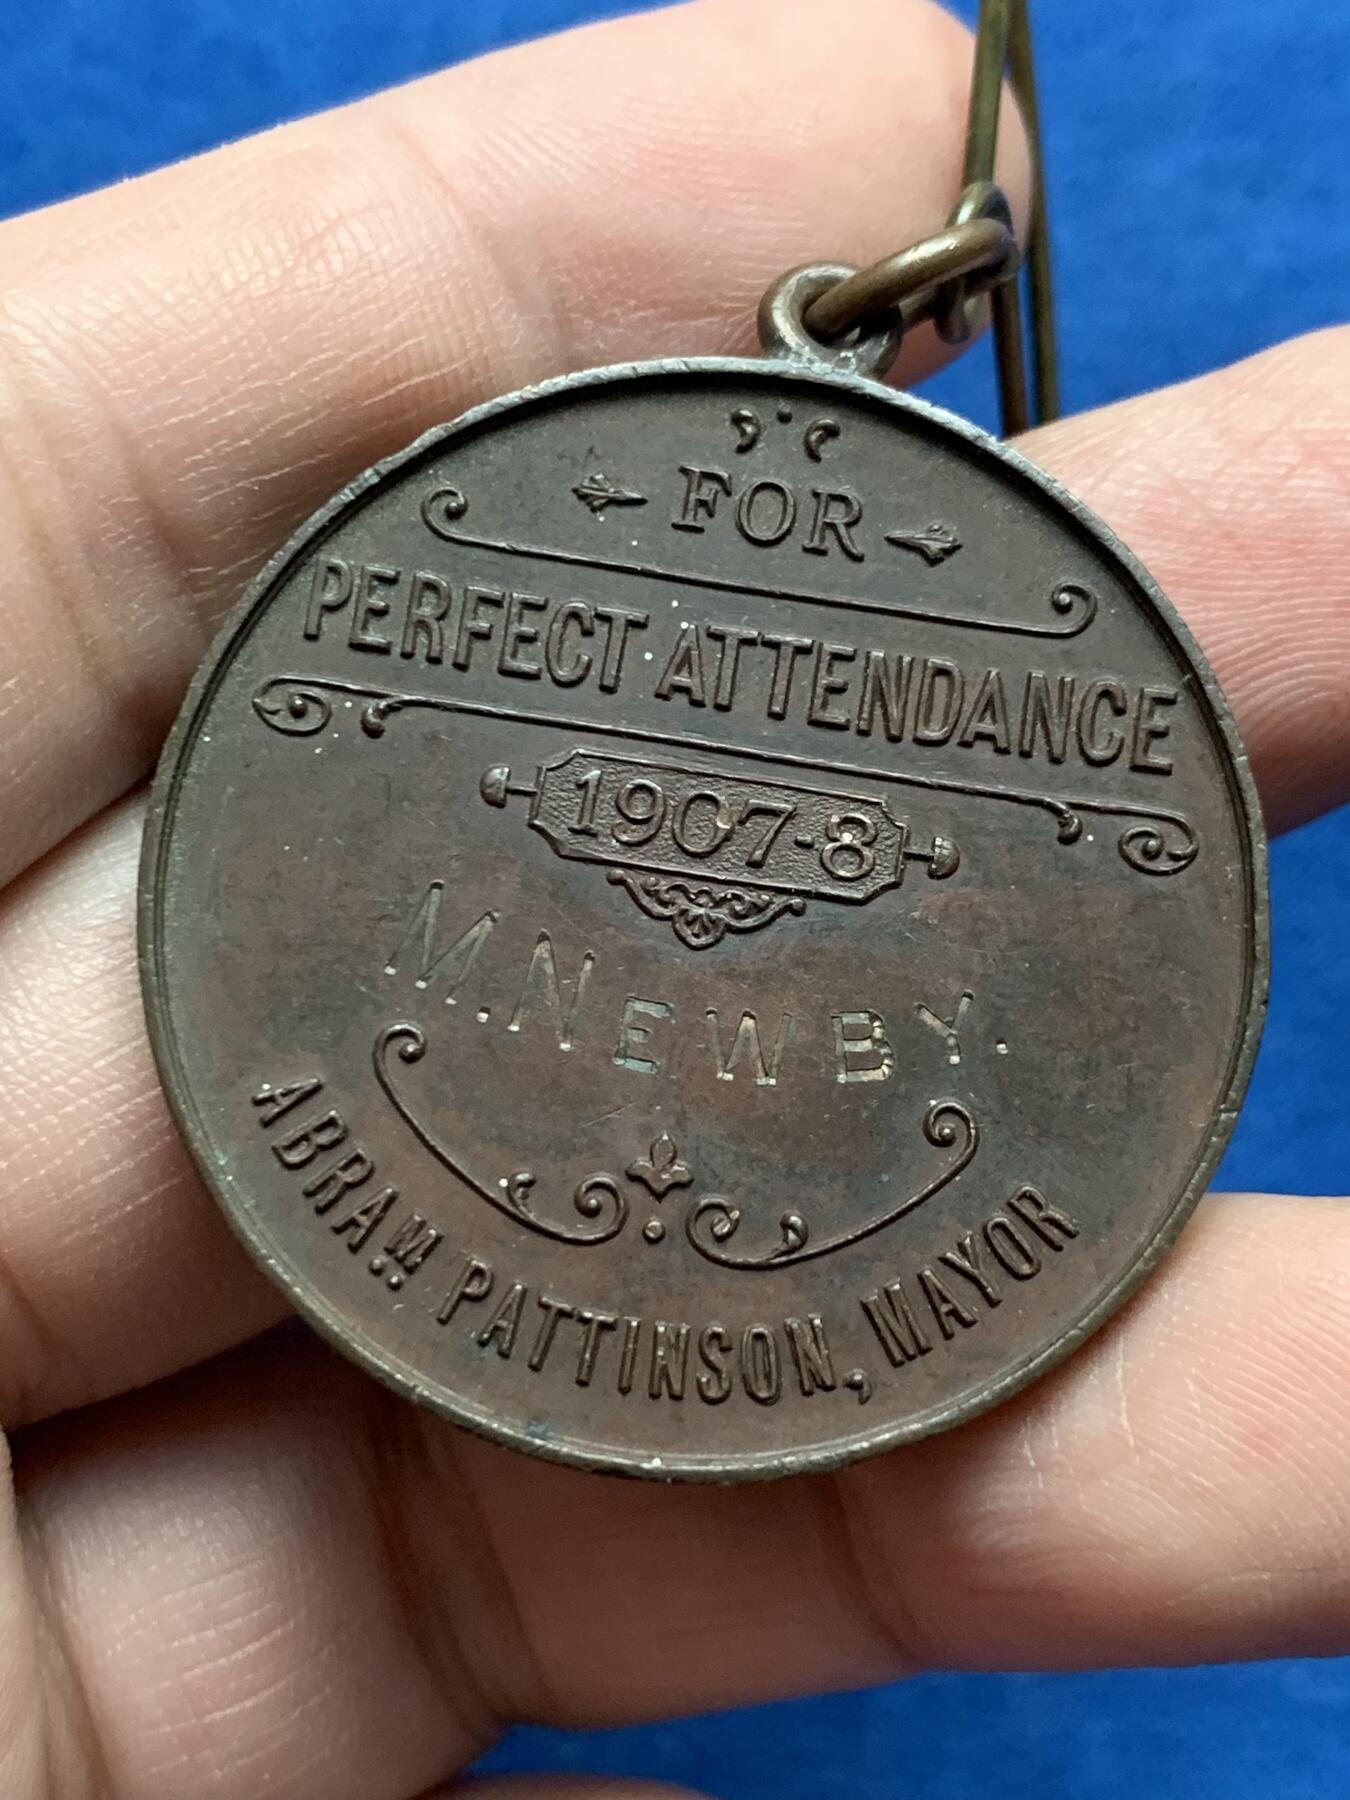 FOR
PERFECT ATTENDANCE
1907-8
M. NEWBY.
ABRAM PATTINSON, MAYOR